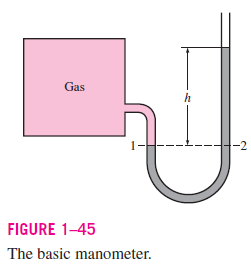 Gas
h
1
2
FIGURE 1–45
The basic manometer.